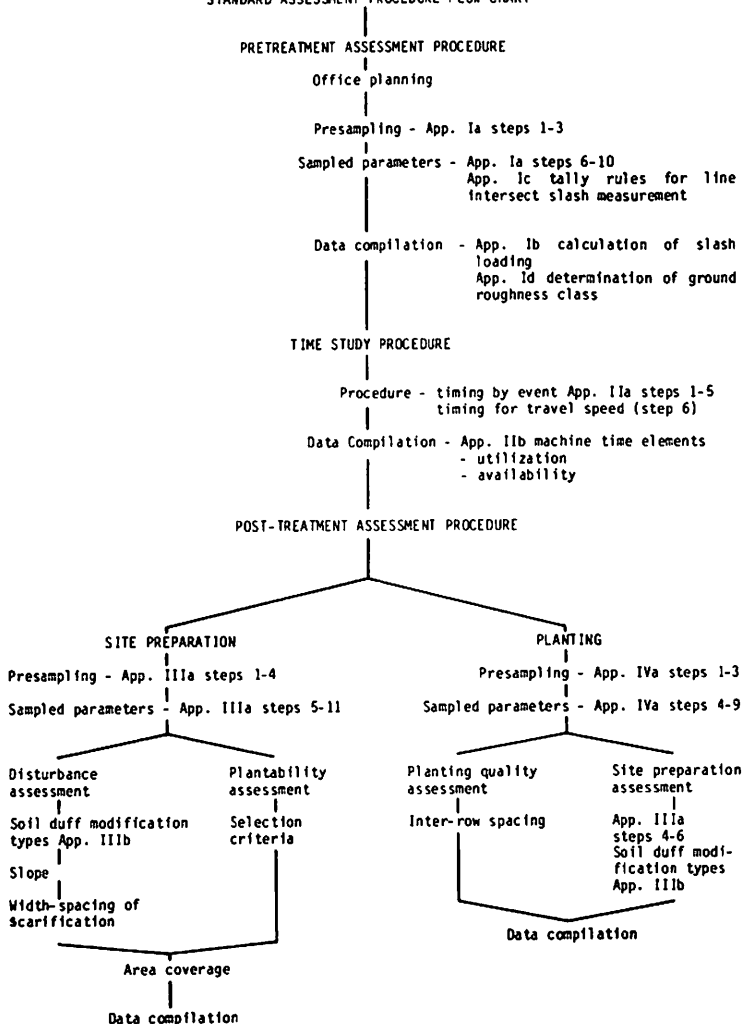 STANDARD ASSESSMENT PROCEDURE FLOW CHART
PRETREATMENT ASSESSMENT PROCEDURE
Office planning
Presampling - App. Ia steps 1-3
Sampled parameters - App. Ia steps 6-10
App. Ic tally rules for line
intersect slash measurement
Data compilation - App. Ib calculation of slash
loading
App. Id determination of ground
roughness class
TIME STUDY PROCEDURE
Procedure - timing by event App. IIa steps 1-5
timing for travel speed (step 6)
Data Compilation - App. IIb machine time elements
- utilization
- availability
POST-TREATMENT ASSESSMENT PROCEDURE
SITE PREPARATION
Presampling - App. IIIa steps 1-4
Sampled parameters - App. IIIa steps 5-11
Disturbance
assessment
Soil duff modification
types App. IIIb
Slope
Width-spacing of
Scarification
Plantability
assessment
Selection
criteria
Area coverage
Data compilation
PLANTING
Presampling - App. IVa steps 1-3
Sampled parameters - App. IVa steps 4-9
Planting quality
assessment
Inter-row spacing
Site preparation
assessment
App. IIIa
steps 4-6
Soil duff modi-
fication types
App. IIIb
Data compilation